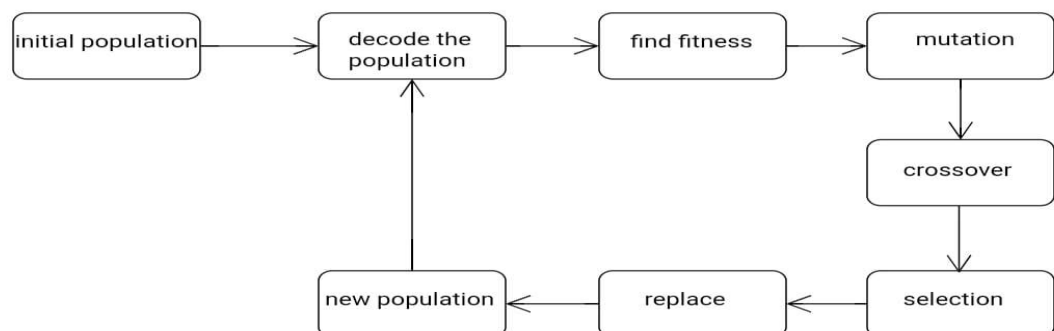 initial population
decode the
population
find fitness
mutation
crossover
selection
replace
new population